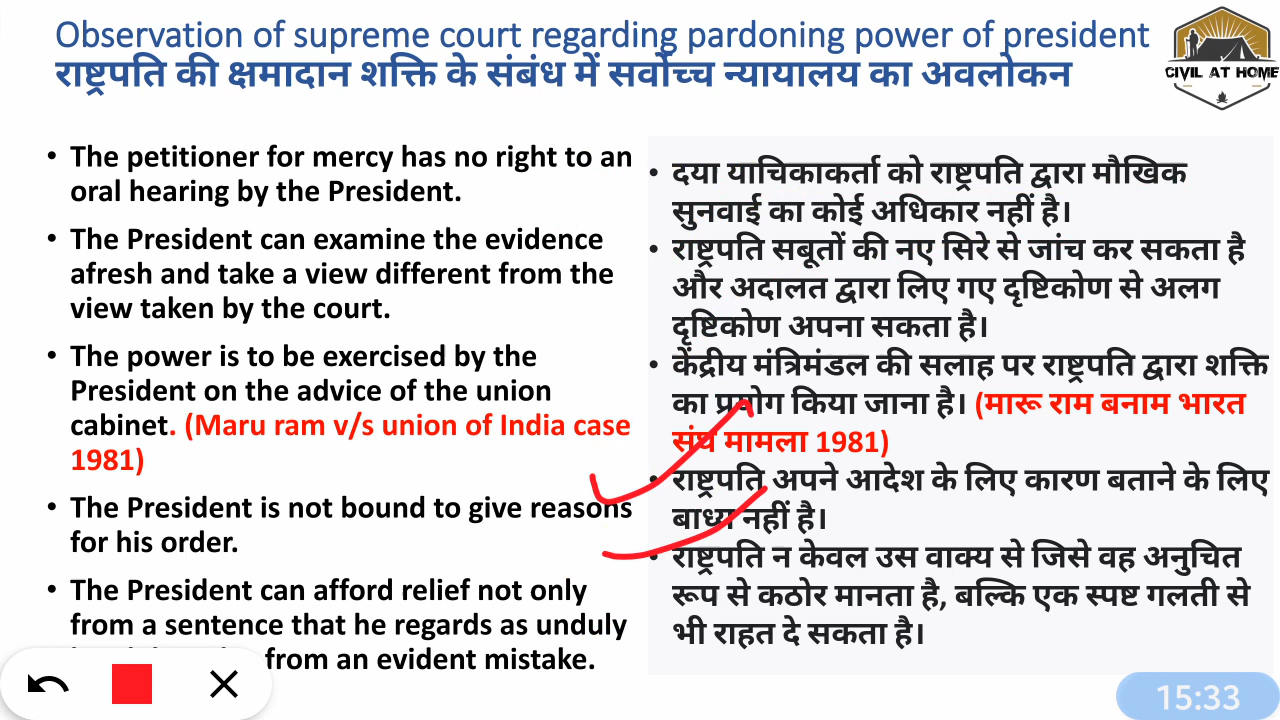 Observation of supreme court regarding pardoning power of president
राष्ट्रपति की क्षमादान शक्ति के संबंध में सर्वोच्च न्यायालय का अवलोकन
CIVIL AT HOME
• The petitioner for mercy has no right to an
oral hearing by the President.
• The President can examine the evidence
afresh and take a view different from the
view taken by the court.
• The power is to be exercised by the
President on the advice of the union
cabinet. (Maru ram v/s union of India case
1981)
• The President is not bound to give reasons
for his order.
• The President can afford relief not only
from a sentence that he regards as unduly
from an evident mistake.
• दया याचिकाकर्ता को राष्ट्रपति द्वारा मौखिक
सुनवाई का कोई अधिकार नहीं है।
• राष्ट्रपति सबूतों की नए सिरे से जांच कर सकता है
और अदालत द्वारा लिए गए दृष्टिकोण से अलग
दृष्टिकोण अपना सकता है।
• केंद्रीय मंत्रिमंडल की सलाह पर राष्ट्रपति द्वारा शक्ति
का प्रयोग किया जाना है। (मारू राम बनाम भारत
संघ मामला 1981)
• राष्ट्रपति अपने आदेश के लिए कारण बताने के लिए
बाध्य नहीं है।
• राष्ट्रपति न केवल उस वाक्य से जिसे वह अनुचित
रूप से कठोर मानता है, बल्कि एक स्पष्ट गलती से
भी राहत दे सकता है।
15:33